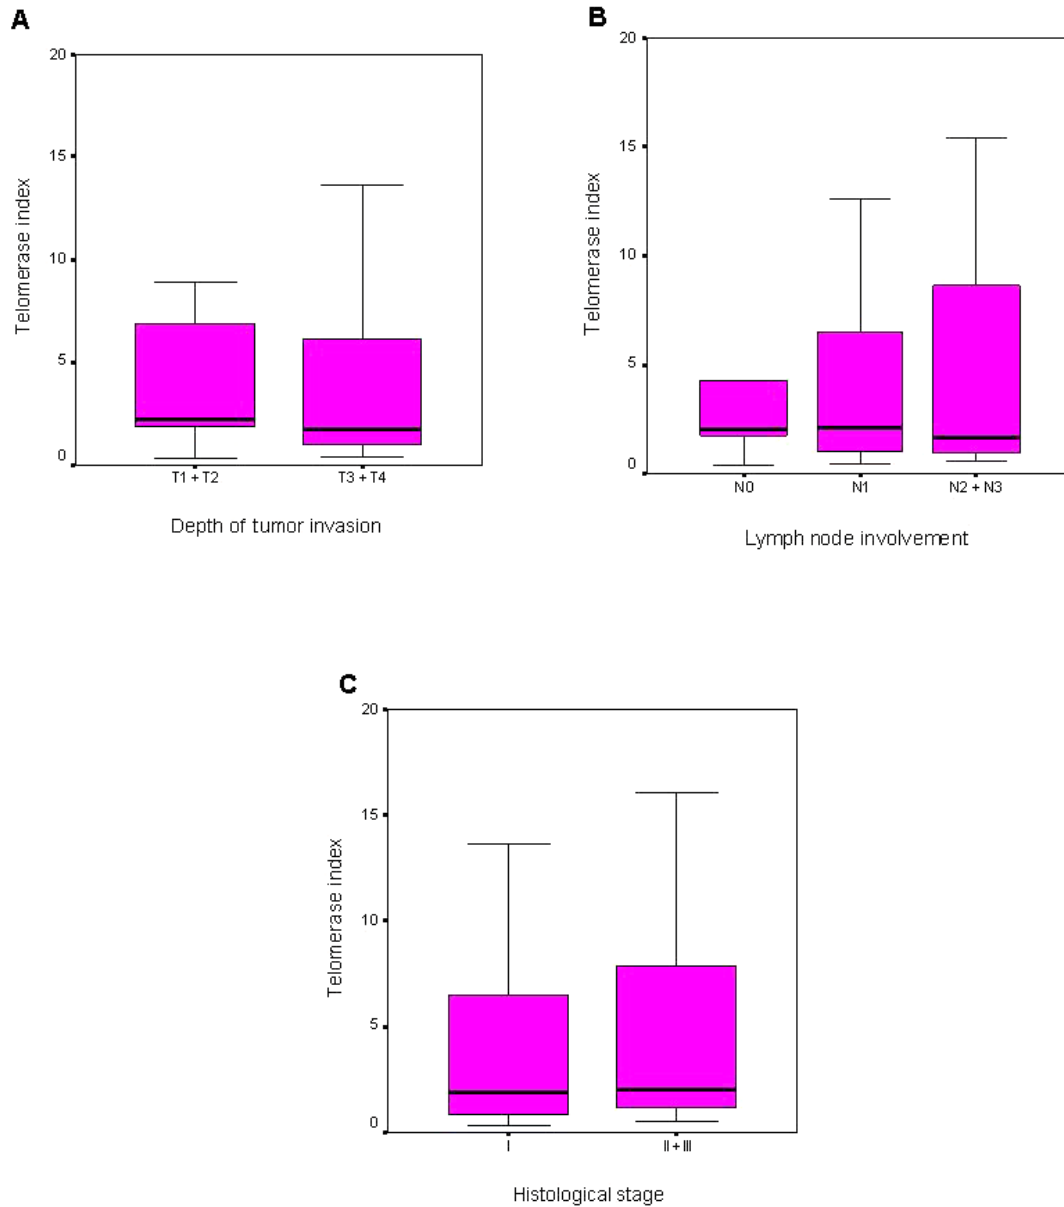 A
20
15
10
5
0
Telomerase index
T1 + T2
T3 + T4
Depth of tumor invasion
B
20
15
10
5
0
Telomerase index
N0
N1
N2 + N3
Lymph node involvement
C
20
15
10
5
0
Telomerase index
I
II + III
Histological stage